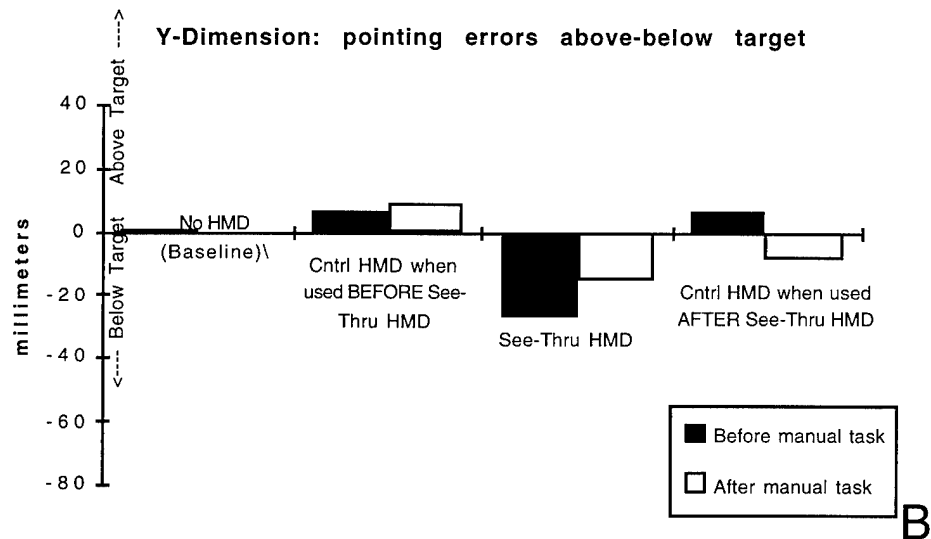 Y-Dimension: pointing errors above-below target
<---- Below Target Above Target ---->
millimeters
40
20
0
-20
-40
-60
-80
No HMD
(Baseline)\
Cntrl HMD when
used BEFORE See-
Thru HMD
See-Thru HMD
Cntrl HMD when used
AFTER See-Thru HMD
Before manual task
After manual task
B